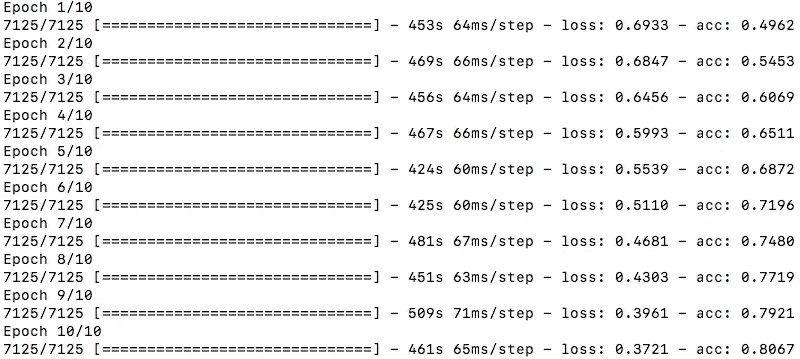 Epoch 1/10
7125/7125 [==============================] - 453s 64ms/step - loss: 0.6933 - acc: 0.4962
Epoch 2/10
7125/7125 [==============================] - 469s 66ms/step - loss: 0.6847 - acc: 0.5453
Epoch 3/10
7125/7125 [==============================] - 456s 64ms/step - loss: 0.6456 - acc: 0.6069
Epoch 4/10
7125/7125 [==============================] - 467s 66ms/step - loss: 0.5993 - acc: 0.6511
Epoch 5/10
7125/7125 [==============================] - 424s 60ms/step - loss: 0.5539 - acc: 0.6872
Epoch 6/10
7125/7125 [==============================] - 425s 60ms/step - loss: 0.5110 - acc: 0.7196
Epoch 7/10
7125/7125 [==============================] - 481s 67ms/step - loss: 0.4681 - acc: 0.7480
Epoch 8/10
7125/7125 [==============================] - 451s 63ms/step - loss: 0.4303 - acc: 0.7719
Epoch 9/10
7125/7125 [==============================] - 509s 71ms/step - loss: 0.3961 - acc: 0.7921
Epoch 10/10
7125/7125 [==============================] - 461s 65ms/step - loss: 0.3721 - acc: 0.8067